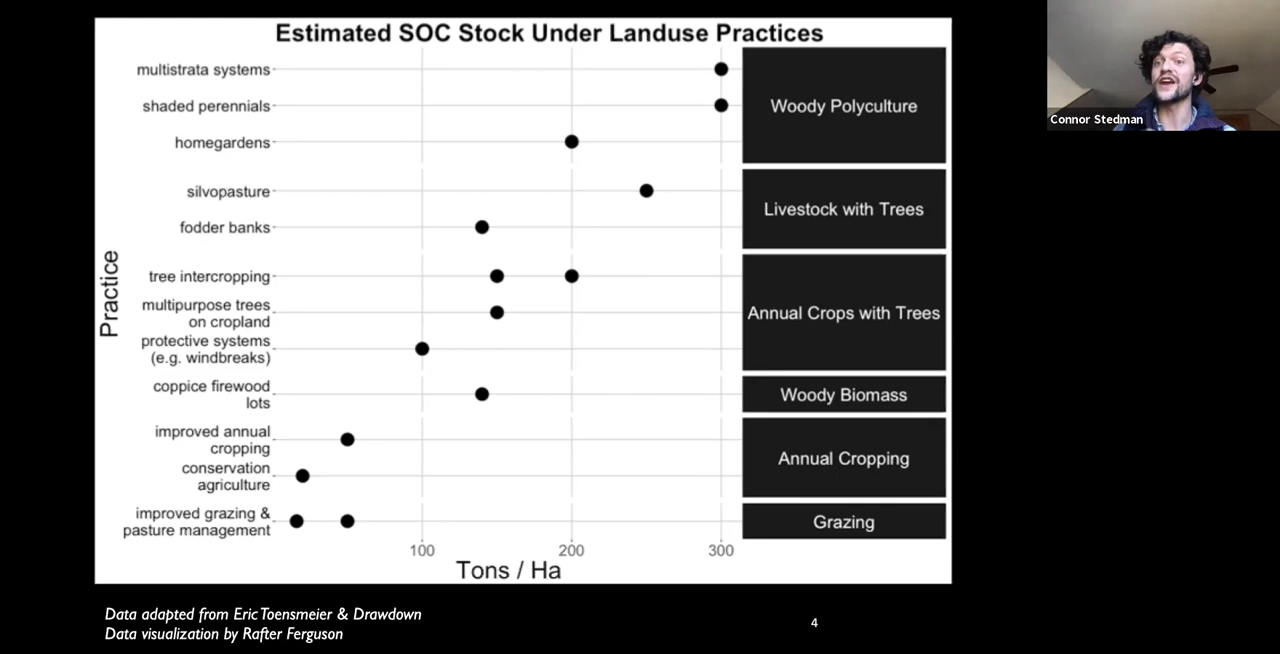 Estimated SOC Stock Under Landuse Practices
multistrata systems
shaded perennials
homegardens
Woody Polyculture
silvopasture
fodder banks
Livestock with Trees
tree intercropping
multipurpose trees
on cropland
protective systems
(e.g. windbreaks)
Annual Crops with Trees
coppice firewood
lots
Woody Biomass
improved annual
cropping
conservation
agriculture
Annual Cropping
improved grazing &
pasture management
Grazing
Practice
100 200 300
Tons / Ha
Data adapted from Eric Toensmeier & Drawdown
Data visualization by Rafter Ferguson
4
Connor Stedman